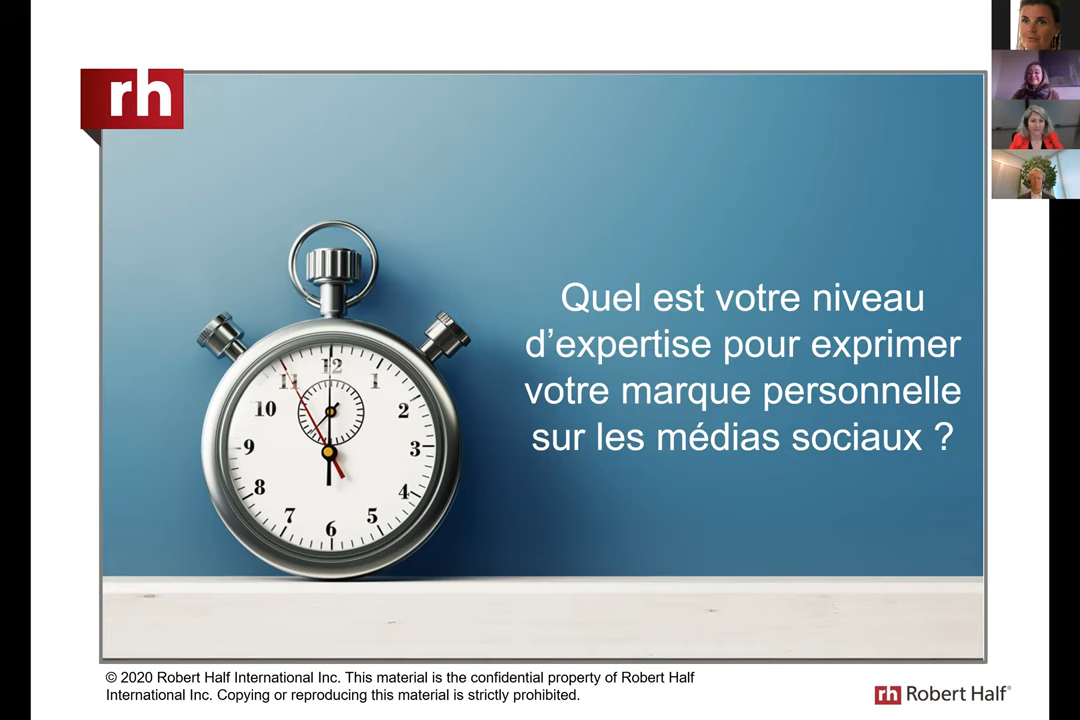 rh
Quel est votre niveau
d’expertise pour exprimer
votre marque personnelle
sur les médias sociaux ?
12
11
1
10
2
9
3
8
4
7
5
6
© 2020 Robert Half International Inc. This material is the confidential property of Robert Half
International Inc. Copying or reproducing this material is strictly prohibited.
rh Robert Half®